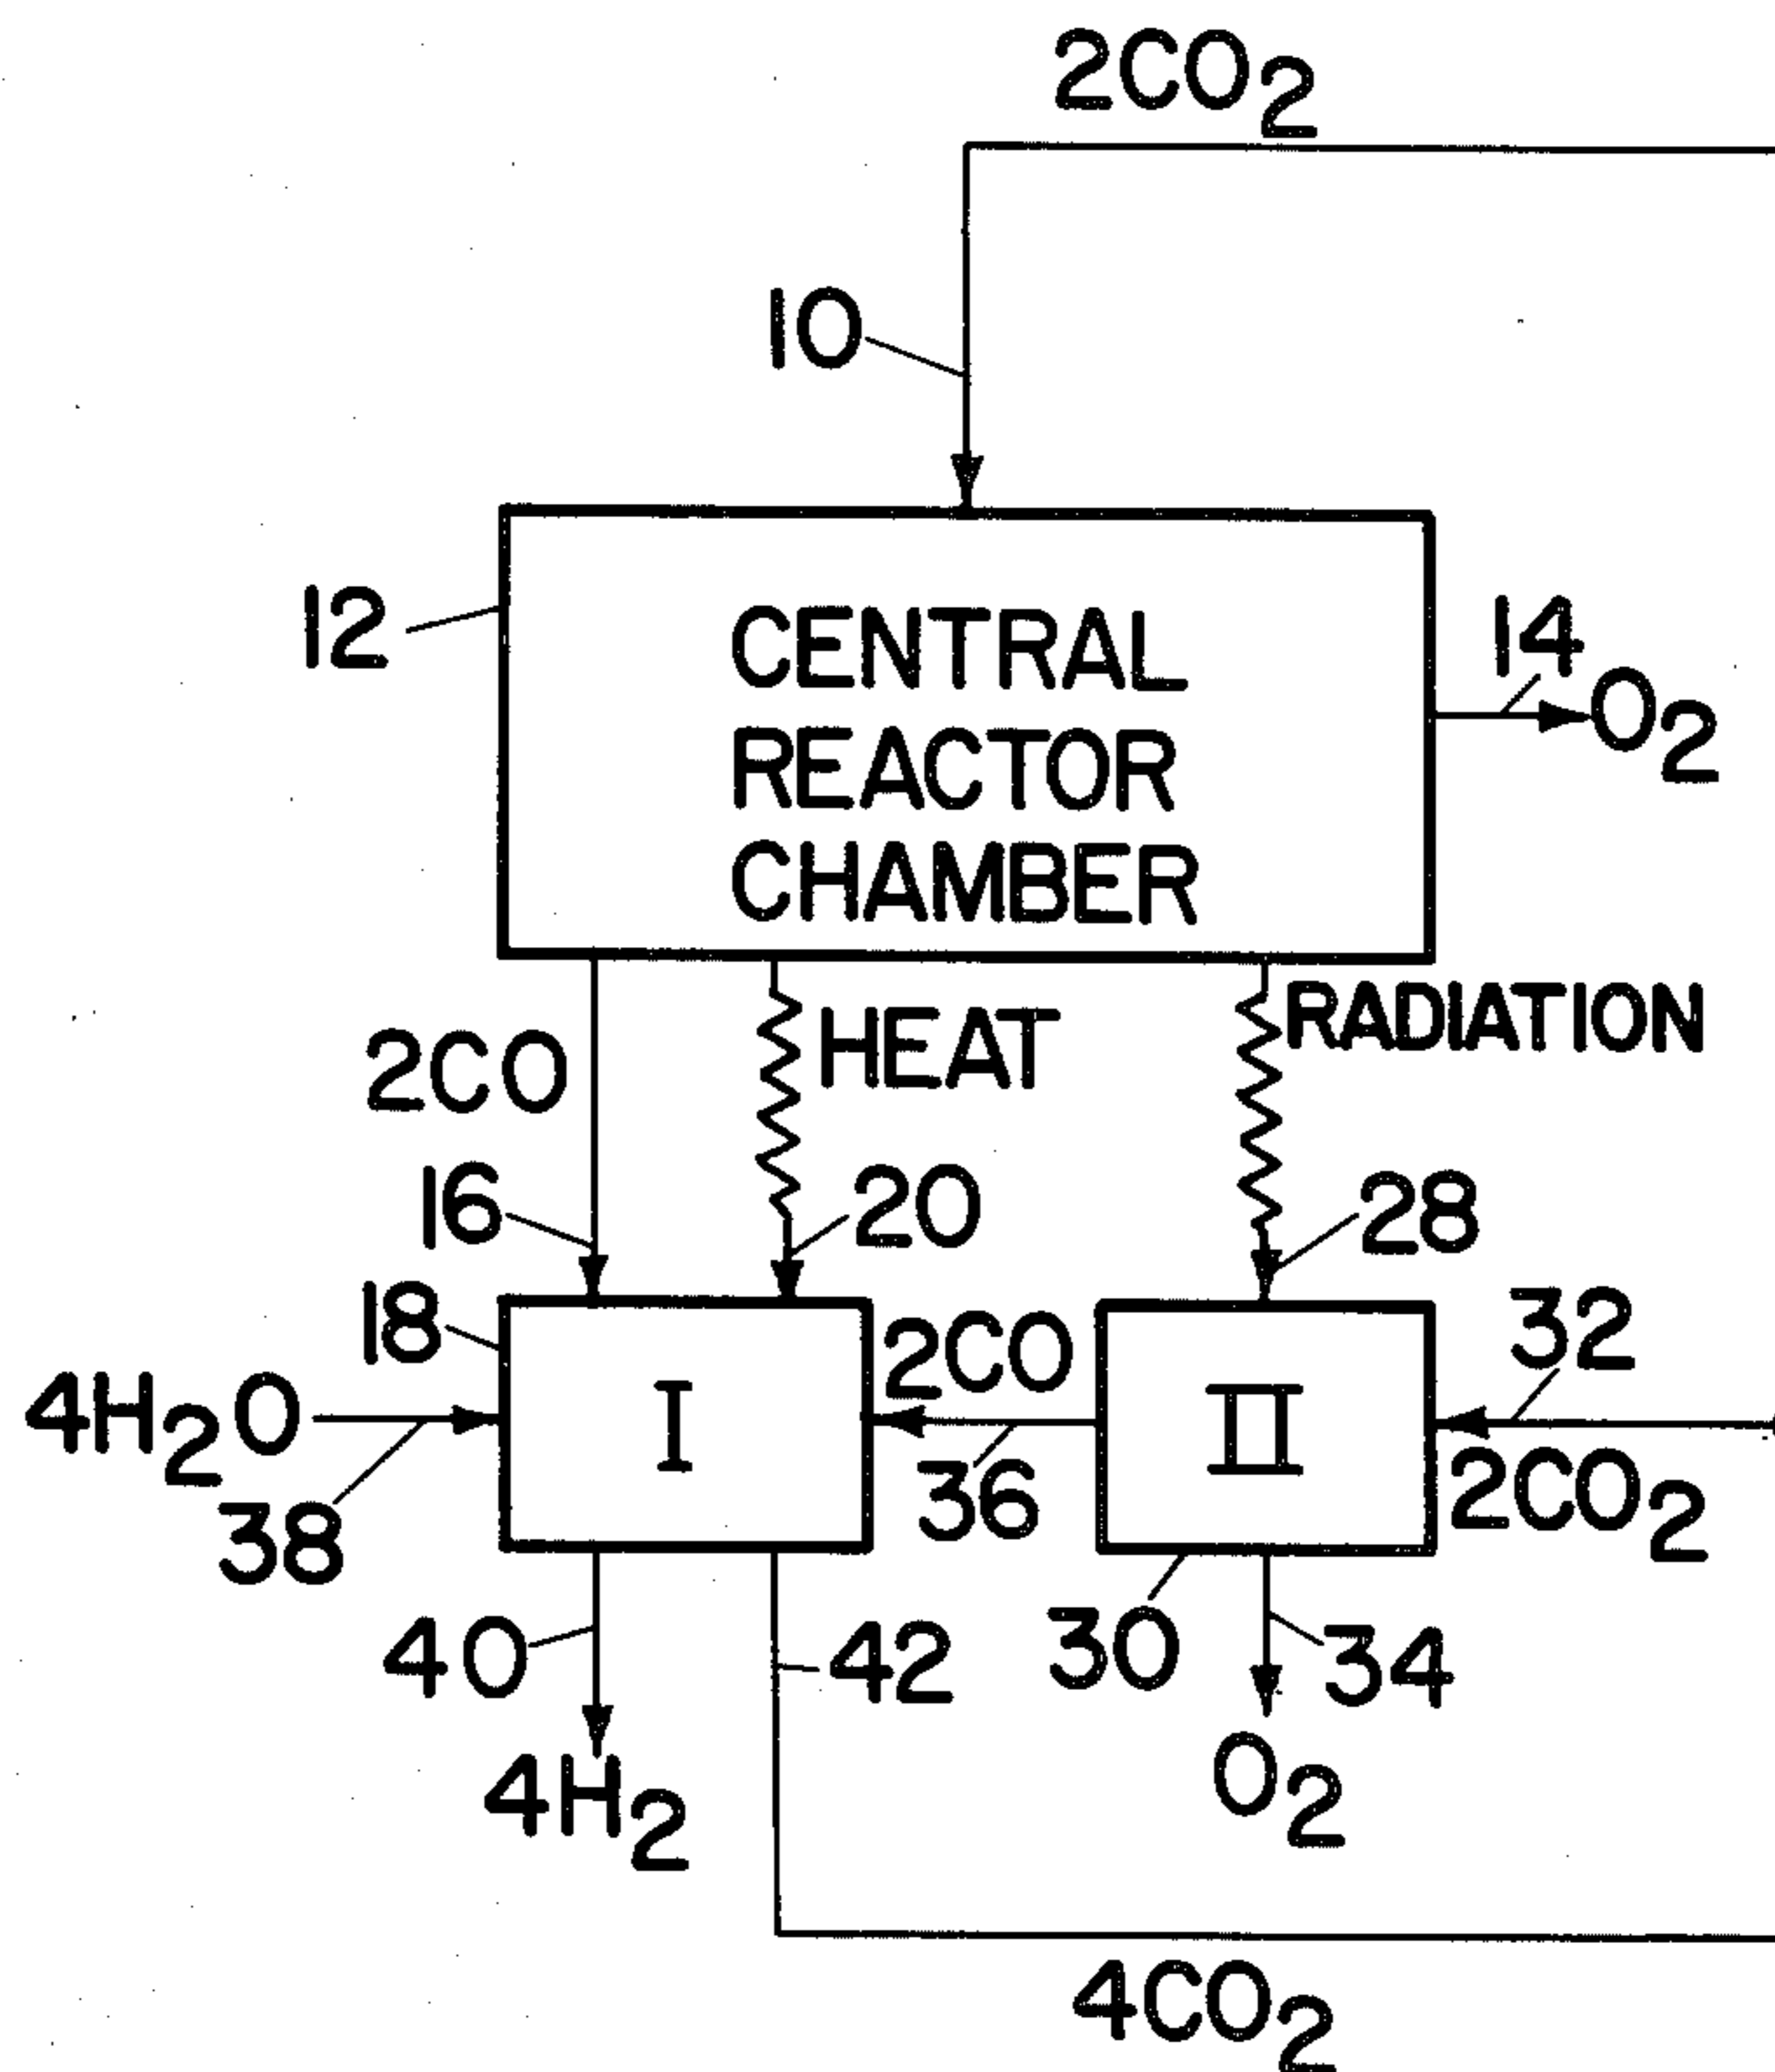 2CO₂
10
12
CENTRAL
REACTOR
CHAMBER
14
O₂
2CO
HEAT
RADIATION
16
20
28
18
2CO
32
4H₂O
I
II
38
36
2CO₂
40
42
30
34
4H₂
O₂
4CO₂